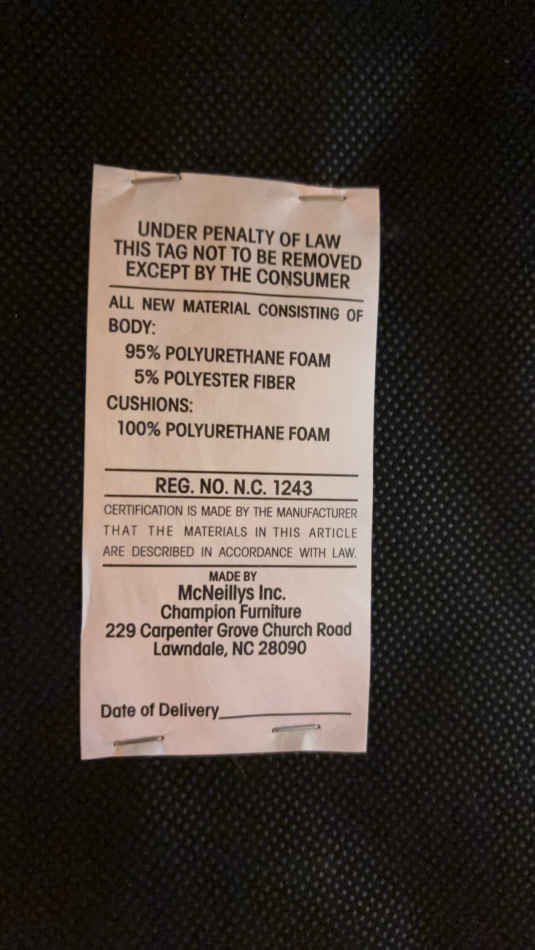 UNDER PENALTY OF LAW
THIS TAG NOT TO BE REMOVED
EXCEPT BY THE CONSUMER
ALL NEW MATERIAL CONSISTING OF
BODY:
95% POLYURETHANE FOAM
5% POLYESTER FIBER
CUSHIONS:
100% POLYURETHANE FOAM
REG. NO. N.C. 1243
CERTIFICATION IS MADE BY THE MANUFACTURER
THAT THE MATERIALS IN THIS ARTICLE
ARE DESCRIBED IN ACCORDANCE WITH LAW.
MADE BY
McNeillys Inc.
Champion Furniture
229 Carpenter Grove Church Road
Lawndale, NC 28090
Date of Delivery